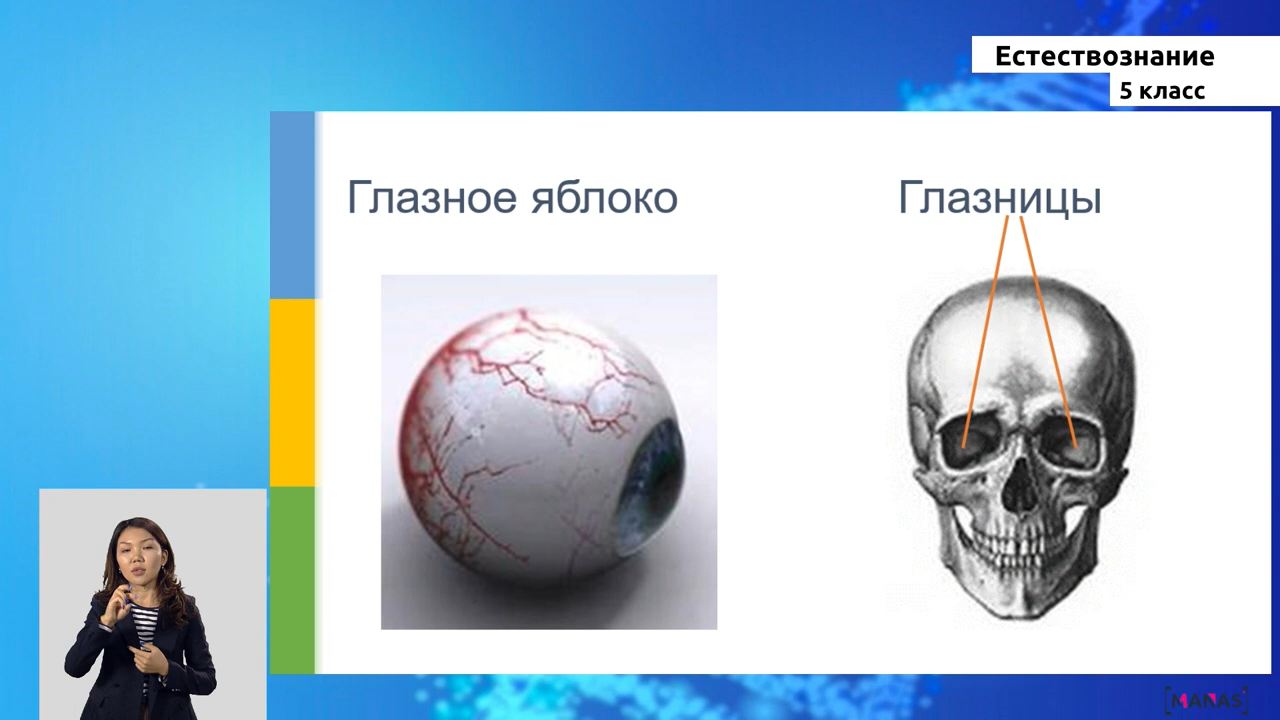 Естествознание
5 класс
Глазное яблоко
Глазницы
[MANAS]